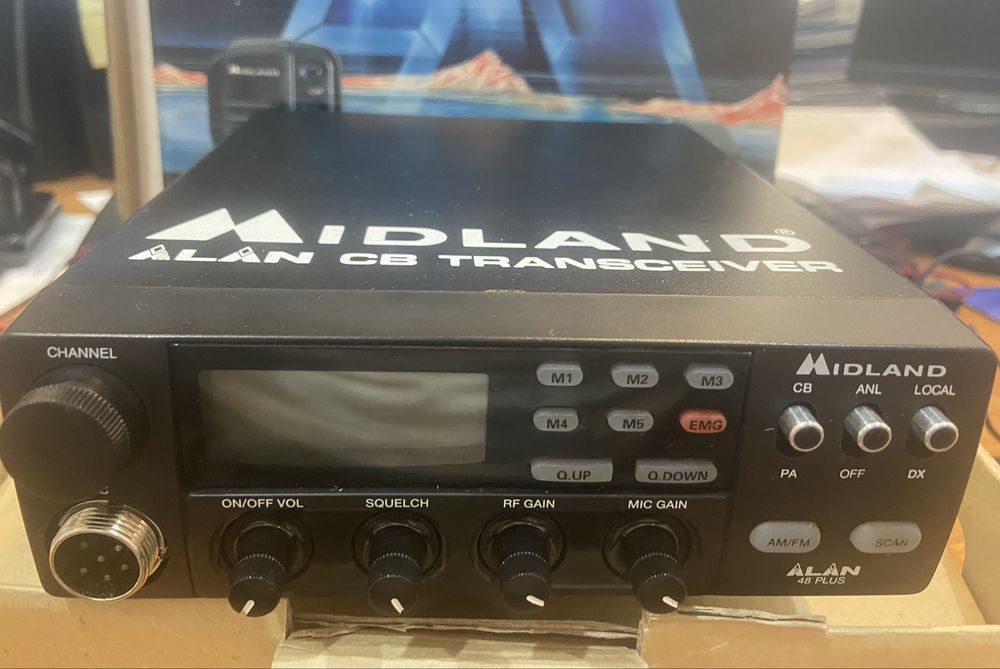 MIDLAND
MIDLAND®
ALAN CB TRANSCEIVER
CHANNEL
M1 M2 M3
M4 M5 EMG
Q.UP Q.DOWN
MIDLAND
CB ANL LOCAL
PA OFF DX
ON/OFF VOL SQUELCH RF GAIN MIC GAIN
AM/FM SCAN
ALAN
48 PLUS